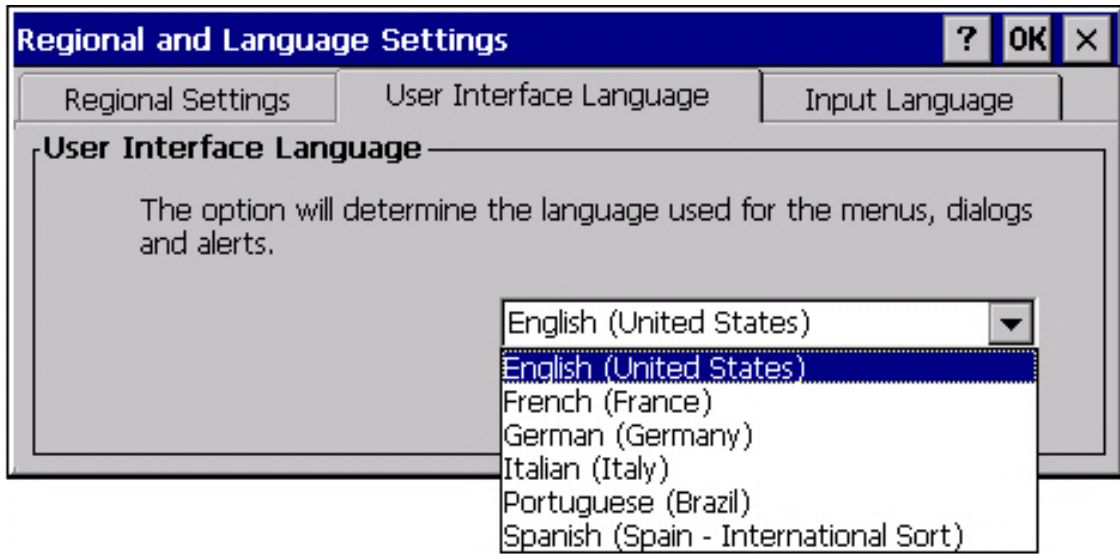 Regional and Language Settings ? OK ×
Regional Settings User Interface Language Input Language
User Interface Language
The option will determine the language used for the menus, dialogs
and alerts.
English (United States)
English (United States)
French (France)
German (Germany)
Italian (Italy)
Portuguese (Brazil)
Spanish (Spain - International Sort)